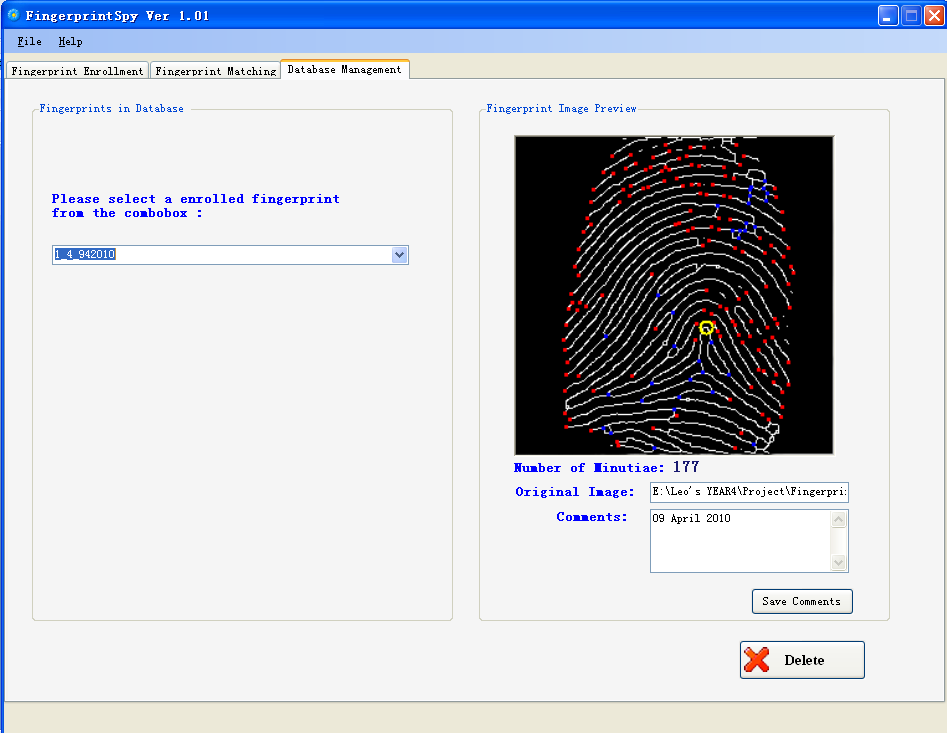 FingerprintSpy Ver 1.01
File Help
Fingerprint Enrollment Fingerprint Matching Database Management
Fingerprints in Database
Please select a enrolled fingerprint
from the combobox :
1_4_942010
Fingerprint Image Preview
Number of Minutiae: 177
Original Image: E:\Leo's YEAR4\Project\Fingerpri
Comments: 09 April 2010
Save Comments
Delete